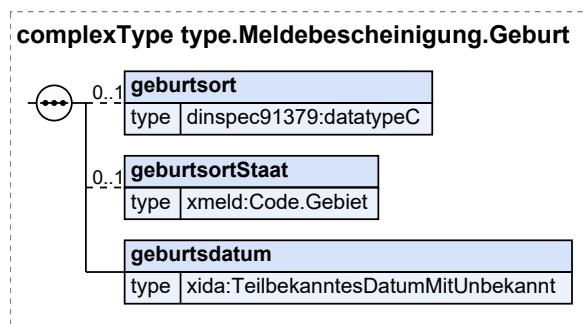 complexType type.Meldebescheinigung.Geburt
0..1 geburtsort
type dinspec91379:datatypeC
0..1 geburtsortStaat
type xmeld:Code.Gebiet
geburtsdatum
type xida:TeilbekanntesDatumMitUnbekannt